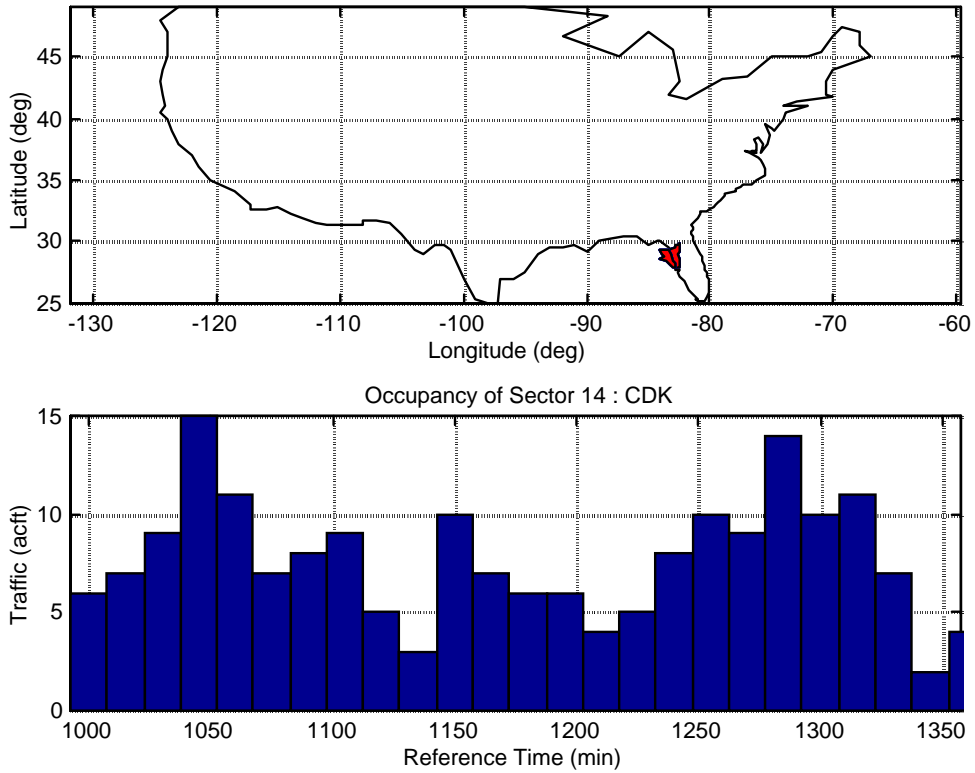 45
40
35
30
25
Latitude (deg)
-130 -120 -110 -100 -90 -80 -70 -60
Longitude (deg)
Occupancy of Sector 14 : CDK
15
10
5
0
Traffic (acft)
1000 1050 1100 1150 1200 1250 1300 1350
Reference Time (min)